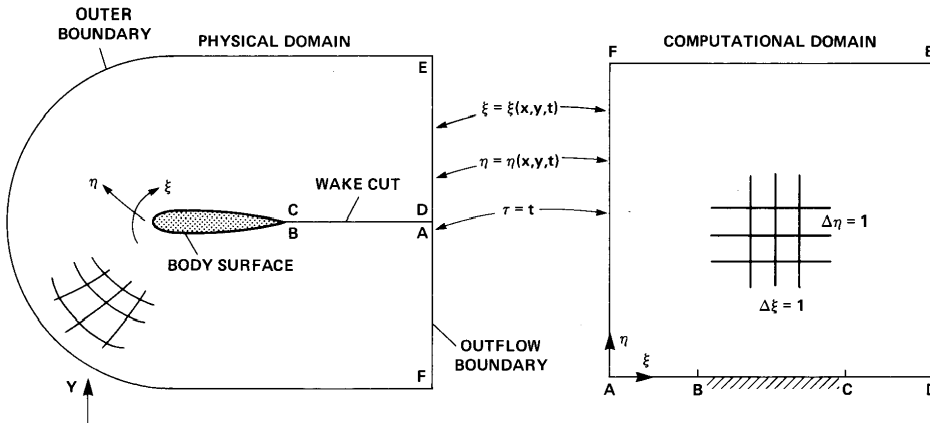 OUTER
BOUNDARY
PHYSICAL DOMAIN
E
ξ = ξ(x,y,t)
η = η(x,y,t)
τ = t
η
ξ
WAKE CUT
C
B
D
A
BODY SURFACE
OUTFLOW
BOUNDARY
F
Y
COMPUTATIONAL DOMAIN
F
Δη = 1
Δξ = 1
η
ξ
A
B
C